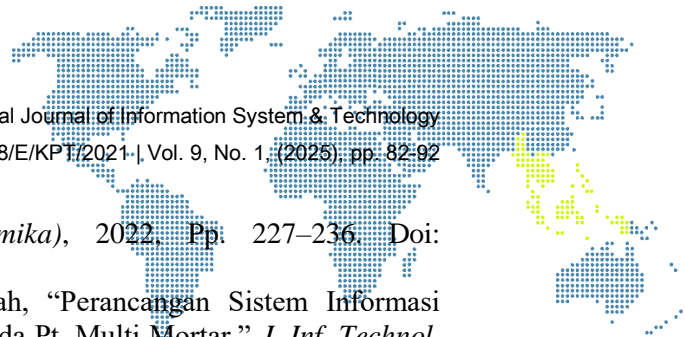 al Journal of Information System & Technology
8/E/KPT/2021 | Vol. 9, No. 1, (2025), pp. 82-92
mika), 2022, Pp. 227–236. Doi:
ah, “Perancangan Sistem Informasi
da Pt. Multi Mortar,” J. Inf. Technol.